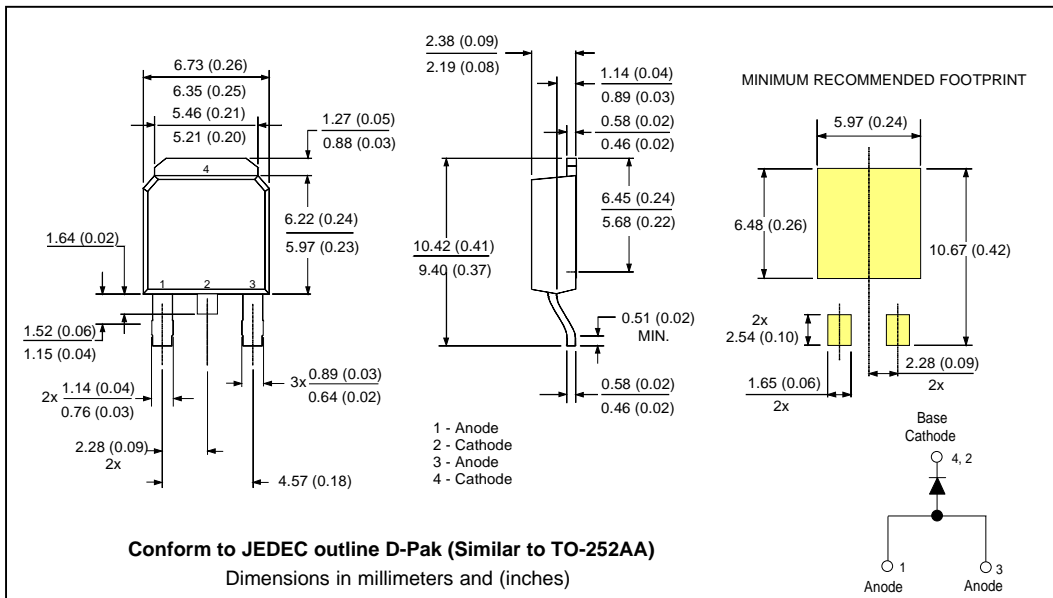 6.73 (0.26)
6.35 (0.25)
5.46 (0.21)
5.21 (0.20)
1.27 (0.05)
0.88 (0.03)
4
6.22 (0.24)
5.97 (0.23)
1.64 (0.02)
1 2 3
1.52 (0.06)
1.15 (0.04)
2x 1.14 (0.04)
0.76 (0.03)
3x 0.89 (0.03)
0.64 (0.02)
2.28 (0.09)
2x
4.57 (0.18)
2.38 (0.09)
2.19 (0.08)
1.14 (0.04)
0.89 (0.03)
0.58 (0.02)
0.46 (0.02)
6.45 (0.24)
5.68 (0.22)
10.42 (0.41)
9.40 (0.37)
0.51 (0.02)
MIN.
0.58 (0.02)
0.46 (0.02)
1 - Anode
2 - Cathode
3 - Anode
4 - Cathode
MINIMUM RECOMMENDED FOOTPRINT
5.97 (0.24)
6.48 (0.26)
10.67 (0.42)
2x
2.54 (0.10)
1.65 (0.06)
2x
2.28 (0.09)
2x
Base
Cathode
4, 2
1
Anode
3
Anode
Conform to JEDEC outline D-Pak (Similar to TO-252AA)
Dimensions in millimeters and (inches)